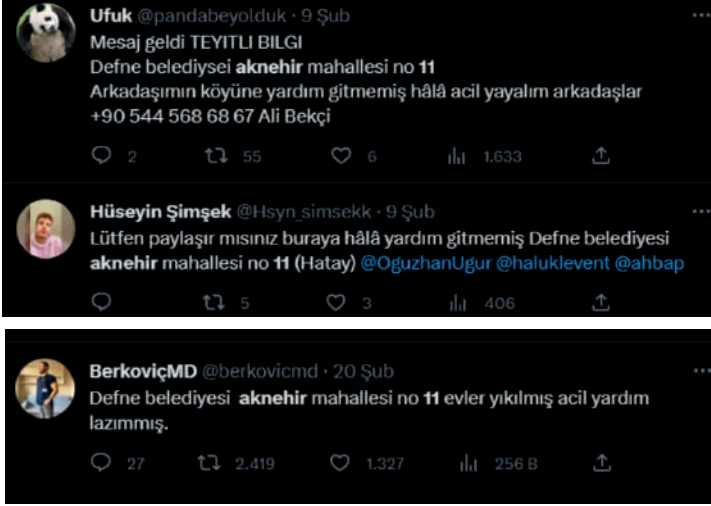 Ufuk @pandabeyolduk · 9 Şub
Mesaj geldi TEYITLI BILGI
Defne belediysei aknehir mahallesi no 11
Arkadaşımın köyüne yardım gitmemiş hâlâ acil yayalım arkadaşlar
+90 544 568 68 67 Ali Bekçi
2 55 6 1.633
Hüseyin Şimşek @Hsyn_simsekk · 9 Şub
Lütfen paylaşır mısınız buraya hâlâ yardım gitmemiş Defne belediyesi
aknehir mahallesi no 11 (Hatay) @OguzhanUgur @haluklevent @ahbap
5 3 406
BerkoviçMD @berkovicmd · 20 Şub
Defne belediyesi aknehir mahallesi no 11 evler yıkılmış acil yardım
lazımmış.
27 2.419 1.327 256 B